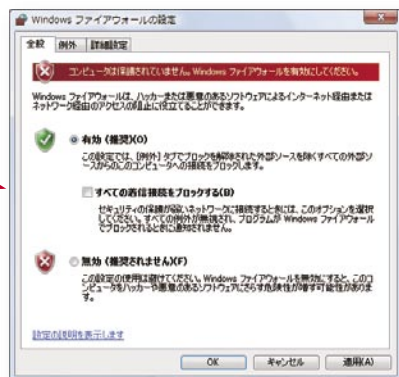 Windows ファイアウォールの設定
全般 例外 詳細設定
コンピュータは保護されていません。Windows ファイアウォールを有効にしてください。
Windows ファイアウォールは、ハッカーまたは悪意のあるソフトウェアによるインターネット経由または
ネットワーク経由のアクセスの阻止に役立てることができます。
有効 (推奨)(O)
この設定では、[例外] タブでブロックを解除された外部ソースを除くすべての外部ソ
ースからのこのコンピュータへの接続をブロックします。
すべての着信接続をブロックする(B)
セキュリティの保護が弱いネットワークに接続するときには、このオプションを選択
してください。すべての例外が無視され、プログラムが Windows ファイアウォール
でブロックされるときに通知されません。
無効 (推奨されません)(F)
この設定の使用は避けてください。Windows ファイアウォールを無効にすると、このコ
ンピュータをハッカーや悪意のあるソフトウェアにさらす危険性が増す可能性がありま
す。
設定の説明を表示します
OK キャンセル 適用(A)